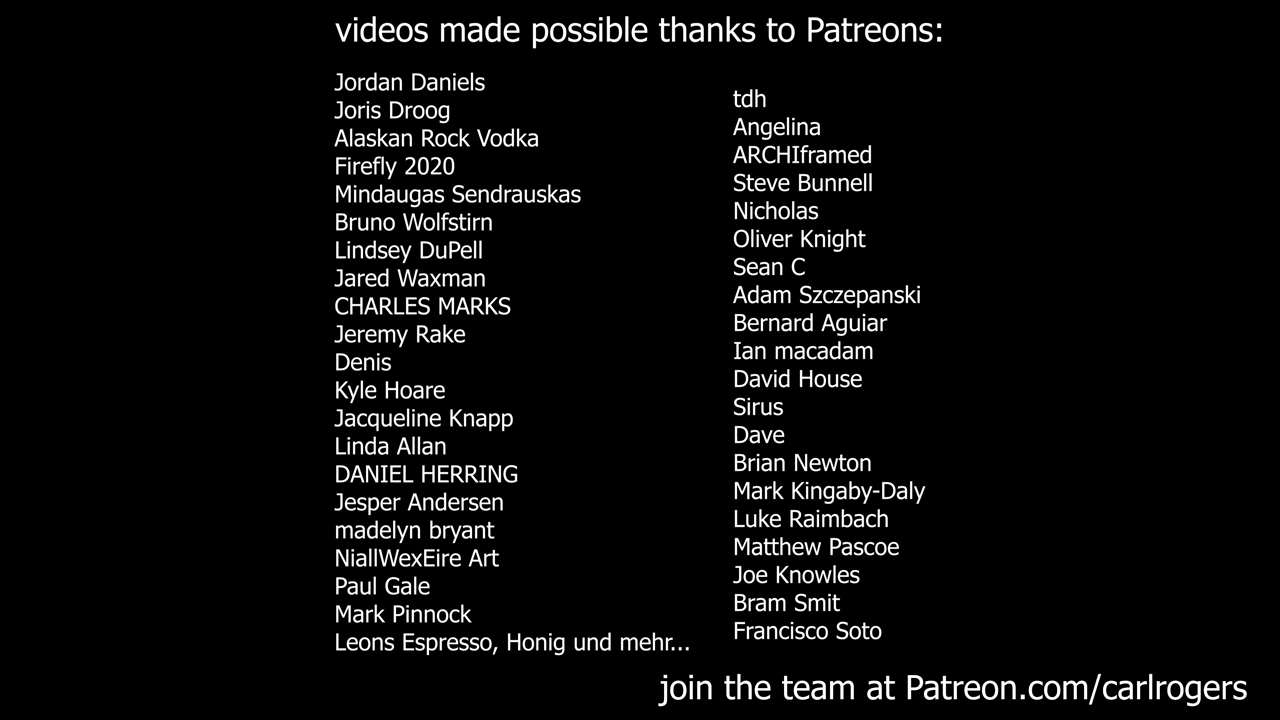 videos made possible thanks to Patreons:
Jordan Daniels
Joris Droog
Alaskan Rock Vodka
Firefly 2020
Mindaugas Sendrauskas
Bruno Wolfstirn
Lindsey DuPell
Jared Waxman
CHARLES MARKS
Jeremy Rake
Denis
Kyle Hoare
Jacqueline Knapp
Linda Allan
DANIEL HERRING
Jesper Andersen
madelyn bryant
NiallWexEire Art
Paul Gale
Mark Pinnock
Leons Espresso, Honig und mehr...
tdh
Angelina
ARCHIframed
Steve Bunnell
Nicholas
Oliver Knight
Sean C
Adam Szczepanski
Bernard Aguiar
Ian macadam
David House
Sirus
Dave
Brian Newton
Mark Kingaby-Daly
Luke Raimbach
Matthew Pascoe
Joe Knowles
Bram Smit
Francisco Soto
join the team at Patreon.com/carlrogers